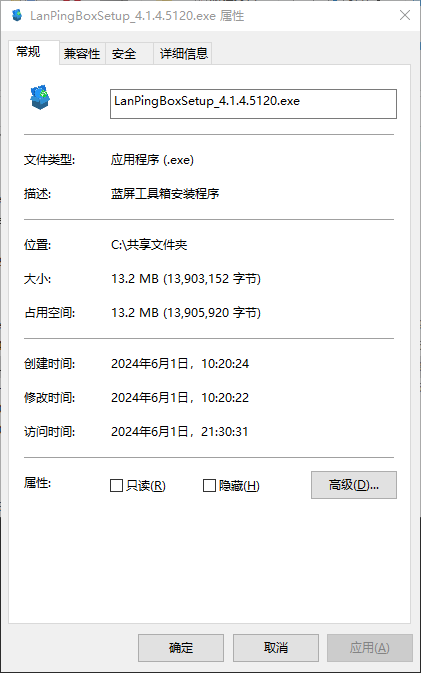 LanPingBoxSetup_4.1.4.5120.exe 属性
常规 兼容性 安全 详细信息
LanPingBoxSetup_4.1.4.5120.exe
文件类型: 应用程序 (.exe)
描述: 蓝屏工具箱安装程序
位置: C:\共享文件夹
大小: 13.2 MB (13,903,152 字节)
占用空间: 13.2 MB (13,905,920 字节)
创建时间: 2024年6月1日，10:20:24
修改时间: 2024年6月1日，10:20:22
访问时间: 2024年6月1日，21:30:31
属性: 只读(R) 隐藏(H) 高级(D)...
确定 取消 应用(A)